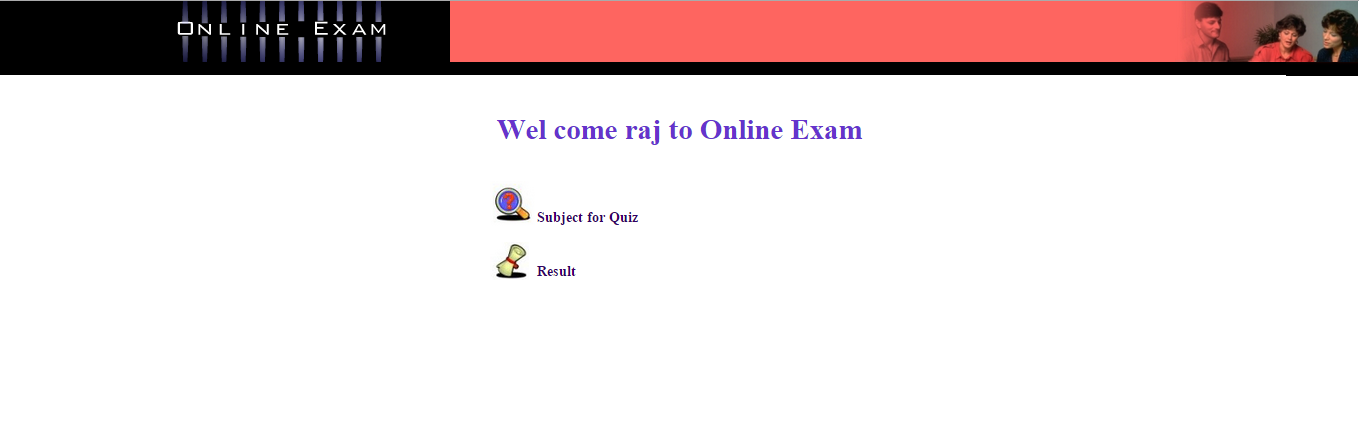 Online Exam
Wel come raj to Online Exam
?
Subject for Quiz
Result